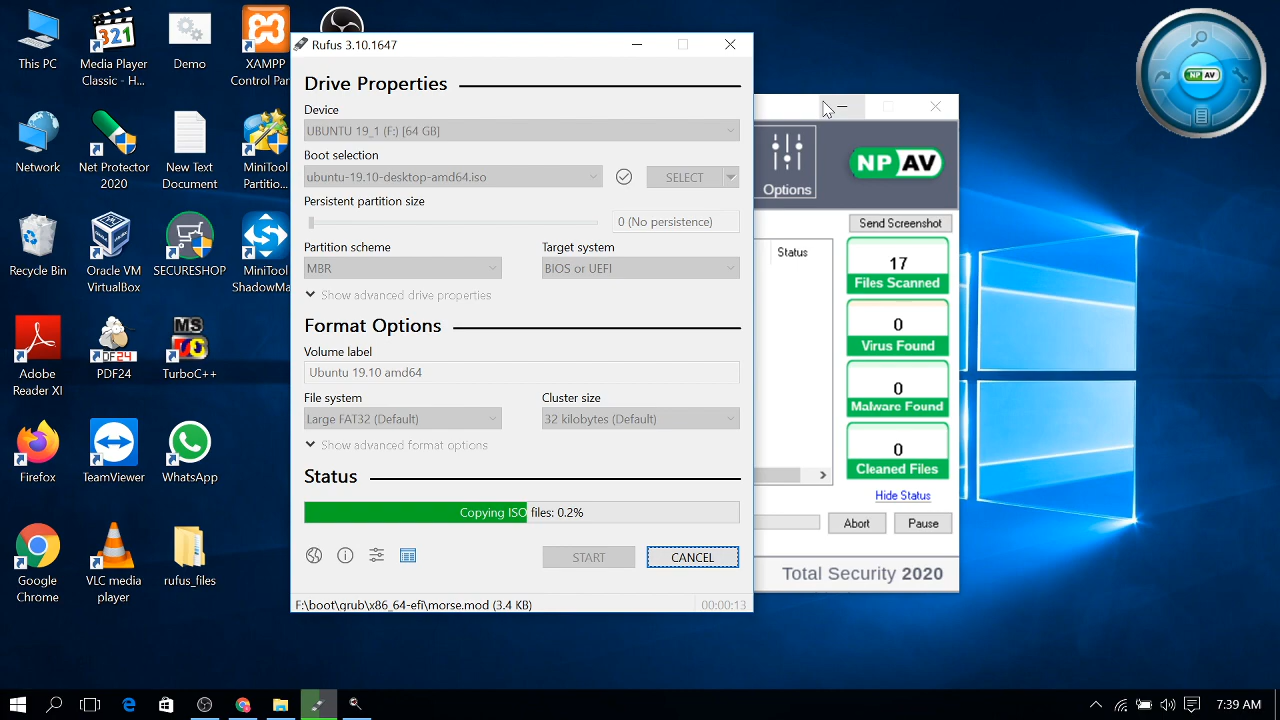 This PC
Media Player
Classic - H...
Demo
XAMPP
Control Pan
Network
Net Protector
2020
New Text
Document
MiniTool
Partitio...
Recycle Bin
Oracle VM
VirtualBox
SECURESHOP
MiniTool
ShadowMa
Adobe
Reader XI
PDF24
MS
TurboC++
Firefox
TeamViewer
WhatsApp
Google
Chrome
VLC media
player
rufus_files
Rufus 3.10.1647
Drive Properties
Device
UBUNTU 19_1 (F:) [64 GB]
Boot selection
ubuntu-19.10-desktop-amd64.iso
SELECT
Persistent partition size
0 (No persistence)
Partition scheme
Target system
MBR
BIOS or UEFI
Show advanced drive properties
Format Options
Volume label
Ubuntu 19.10 amd64
File system
Cluster size
Large FAT32 (Default)
32 kilobytes (Default)
Show advanced format options
Status
Copying ISO files: 0.2%
START
CANCEL
F:\boot\grub\x86_64-efi\morse.mod (3.4 KB)
00:00:13
Options
NP AV
Send Screenshot
Status
17
Files Scanned
0
Virus Found
0
Malware Found
0
Cleaned Files
Hide Status
Abort
Pause
Total Security 2020
NP AV
7:39 AM